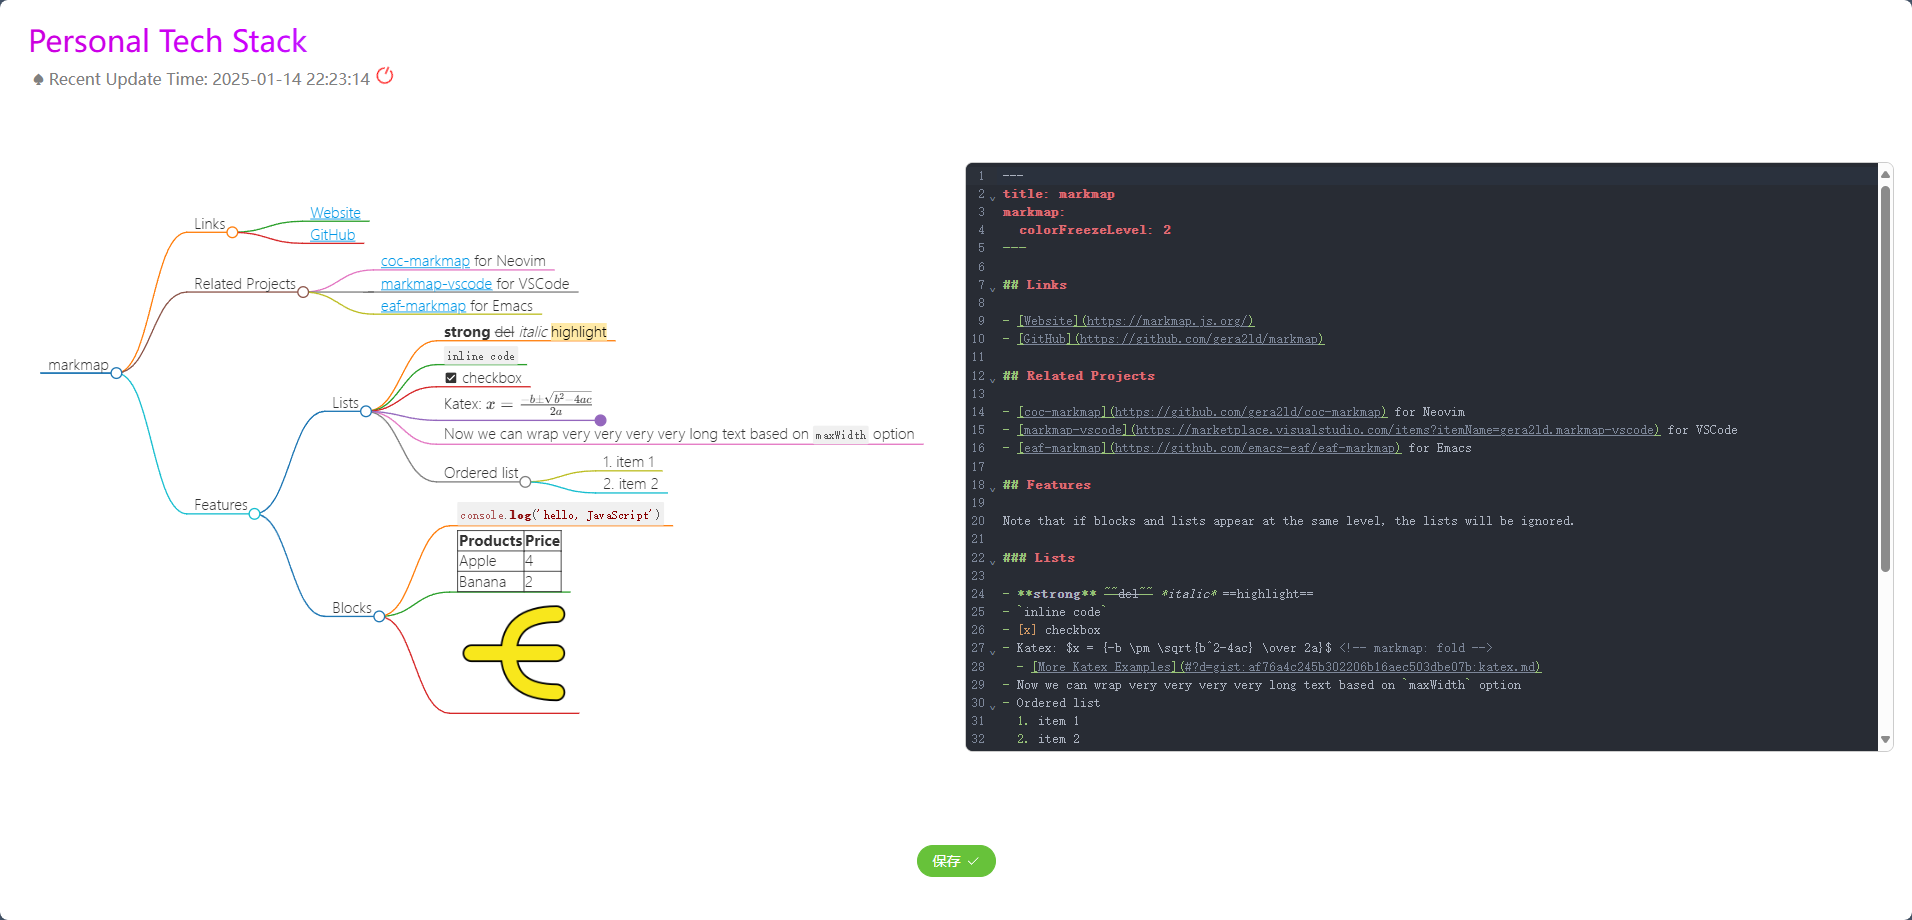 Personal Tech Stack
♠ Recent Update Time: 2025-01-14 22:23:14
markmap
Links
Website
GitHub
Related Projects
coc-markmap for Neovim
markmap-vscode for VSCode
eaf-markmap for Emacs
Features
Lists
strong del italic highlight
inline code
checkbox
Katex: x = -b±√b²-4ac / 2a
Now we can wrap very very very very long text based on maxWidth option
Ordered list
1. item 1
2. item 2
Blocks
console.log('hello, JavaScript')
Products Price
Apple 4
Banana 2
1 ---
2 title: markmap
3 markmap:
4   colorFreezeLevel: 2
5 ---
6
7 ## Links
8
9 - [Website](https://markmap.js.org/)
10 - [GitHub](https://github.com/gera2ld/markmap)
11
12 ## Related Projects
13
14 - [coc-markmap](https://github.com/gera2ld/coc-markmap) for Neovim
15 - [markmap-vscode](https://marketplace.visualstudio.com/items?itemName=gera2ld.markmap-vscode) for VSCode
16 - [eaf-markmap](https://github.com/emacs-eaf/eaf-markmap) for Emacs
17
18 ## Features
19
20 Note that if blocks and lists appear at the same level, the lists will be ignored.
21
22 ### Lists
23
24 - **strong** ~~del~~ *italic* ==highlight==
25 - `inline code`
26 - [x] checkbox
27 - Katex: $x = {-b \pm \sqrt{b^2-4ac} \over 2a}$ <!-- markmap: fold -->
28   - [More Katex Examples](#?d=gist:af76a4c245b302206b16aec503dbe07b:katex.md)
29 - Now we can wrap very very very very long text based on `maxWidth` option
30 - Ordered list
31   1. item 1
32   2. item 2
保存